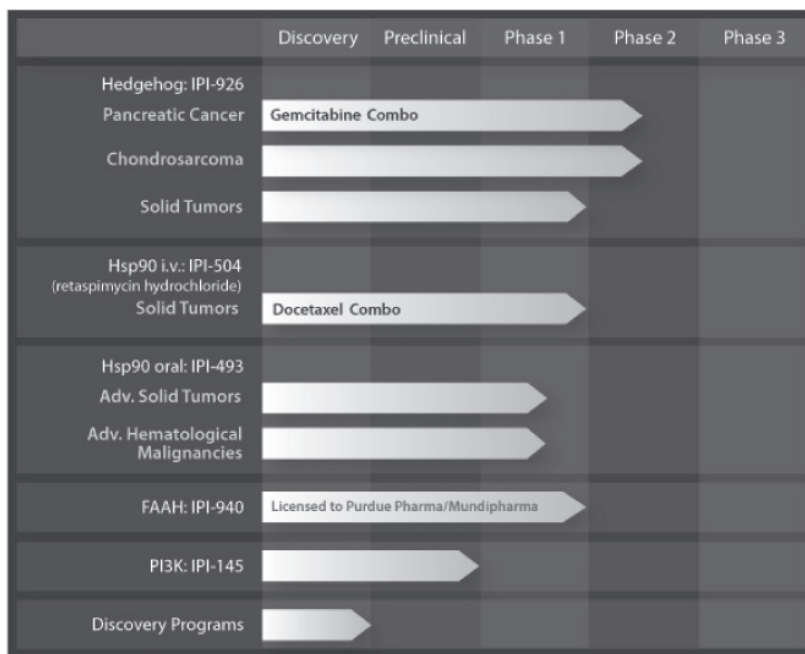 Discovery Preclinical Phase 1 Phase 2 Phase 3
Hedgehog: IPI-926
Pancreatic Cancer Gemcitabine Combo
Chondrosarcoma
Solid Tumors
Hsp90 i.v.: IPI-504
(retaspimycin hydrochloride)
Solid Tumors Docetaxel Combo
Hsp90 oral: IPI-493
Adv. Solid Tumors
Adv. Hematological
Malignancies
FAAH: IPI-940 Licensed to Purdue Pharma/Mundipharma
PI3K: IPI-145
Discovery Programs